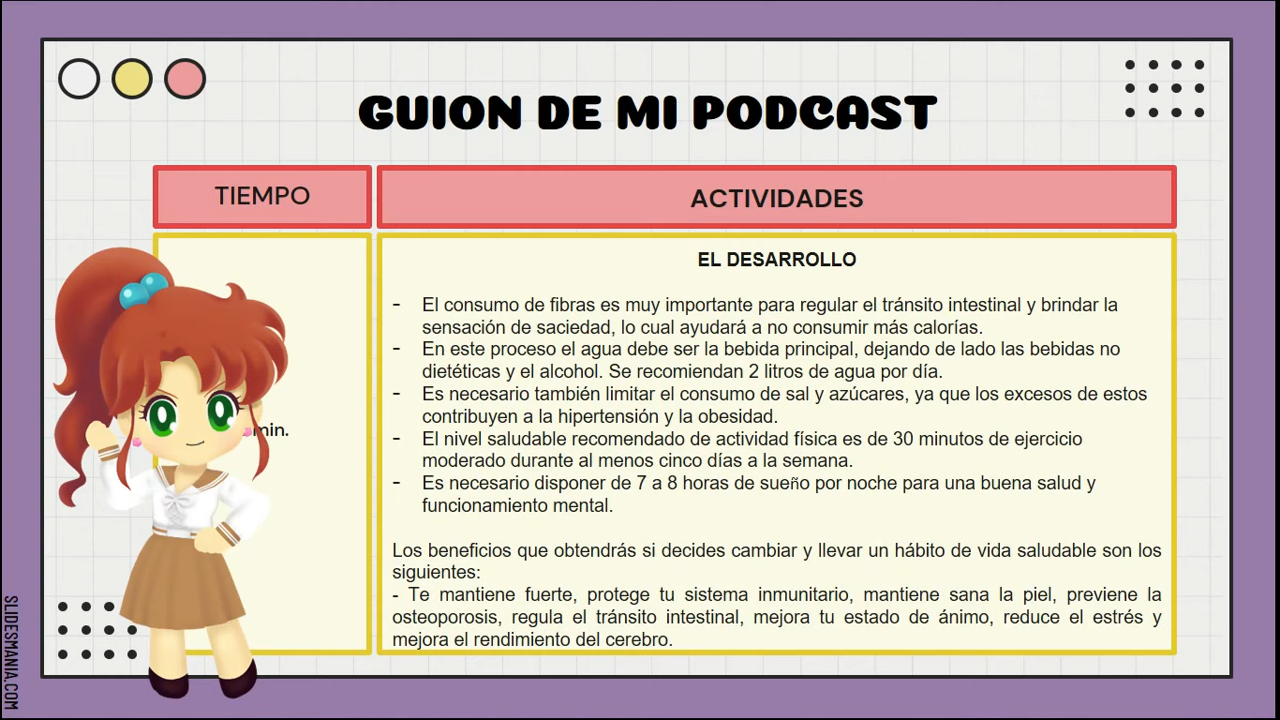 GUION DE MI PODCAST
TIEMPO
ACTIVIDADES
min.
EL DESARROLLO
- El consumo de fibras es muy importante para regular el tránsito intestinal y brindar la
sensación de saciedad, lo cual ayudará a no consumir más calorías.
- En este proceso el agua debe ser la bebida principal, dejando de lado las bebidas no
dietéticas y el alcohol. Se recomiendan 2 litros de agua por día.
- Es necesario también limitar el consumo de sal y azúcares, ya que los excesos de estos
contribuyen a la hipertensión y la obesidad.
- El nivel saludable recomendado de actividad física es de 30 minutos de ejercicio
moderado durante al menos cinco días a la semana.
- Es necesario disponer de 7 a 8 horas de sueño por noche para una buena salud y
funcionamiento mental.
Los beneficios que obtendrás si decides cambiar y llevar un hábito de vida saludable son los
siguientes:
- Te mantiene fuerte, protege tu sistema inmunitario, mantiene sana la piel, previene la
osteoporosis, regula el tránsito intestinal, mejora tu estado de ánimo, reduce el estrés y
mejora el rendimiento del cerebro.
SLIDESMANIA.COM